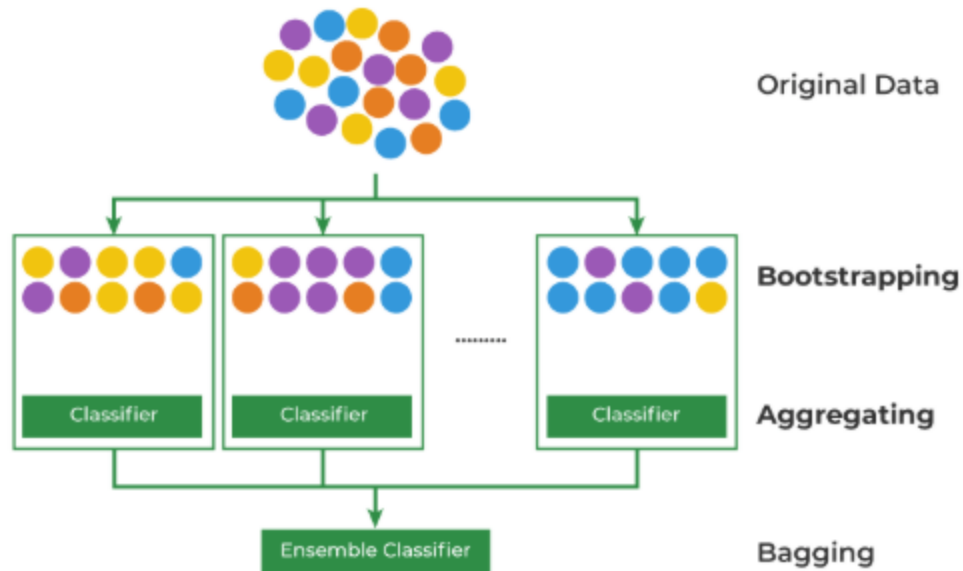 Original Data
Bootstrapping
.........
Classifier
Classifier
Classifier
Aggregating
Ensemble Classifier
Bagging